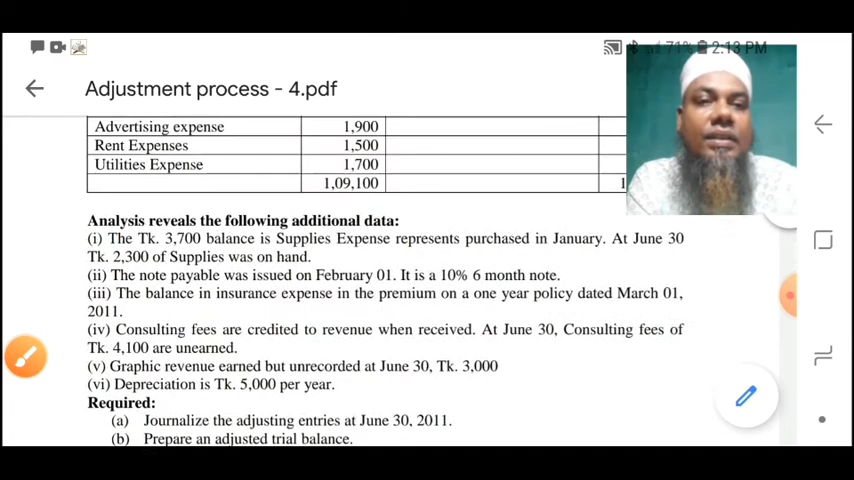 71% 2:13 PM
Adjustment process - 4.pdf
Advertising expense 1,900
Rent Expenses 1,500
Utilities Expense 1,700
1,09,100 1
Analysis reveals the following additional data:
(i) The Tk. 3,700 balance is Supplies Expense represents purchased in January. At June 30
Tk. 2,300 of Supplies was on hand.
(ii) The note payable was issued on February 01. It is a 10% 6 month note.
(iii) The balance in insurance expense in the premium on a one year policy dated March 01,
2011.
(iv) Consulting fees are credited to revenue when received. At June 30, Consulting fees of
Tk. 4,100 are unearned.
(v) Graphic revenue earned but unrecorded at June 30, Tk. 3,000
(vi) Depreciation is Tk. 5,000 per year.
Required:
(a) Journalize the adjusting entries at June 30, 2011.
(b) Prepare an adjusted trial balance.